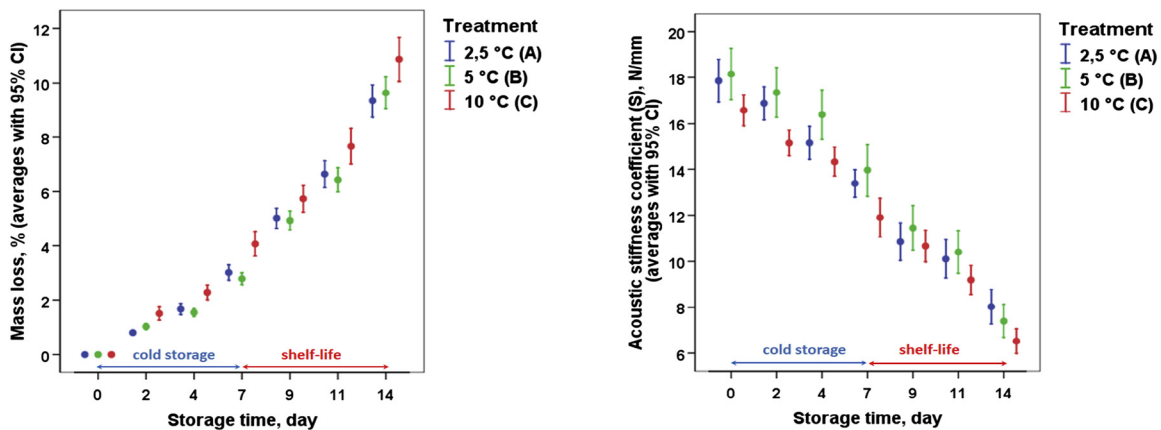 Mass loss, % (averages with 95% CI)
12
10
8
6
4
2
0
cold storage
shelf-life
0 2 4 7 9 11 14
Storage time, day
Treatment
2,5 °C (A)
5 °C (B)
10 °C (C)
Acoustic stiffness coefficient (S), N/mm
(averages with 95% CI)
20
18
16
14
12
10
8
6
cold storage
shelf-life
0 2 4 7 9 11 14
Storage time, day
Treatment
2,5 °C (A)
5 °C (B)
10 °C (C)